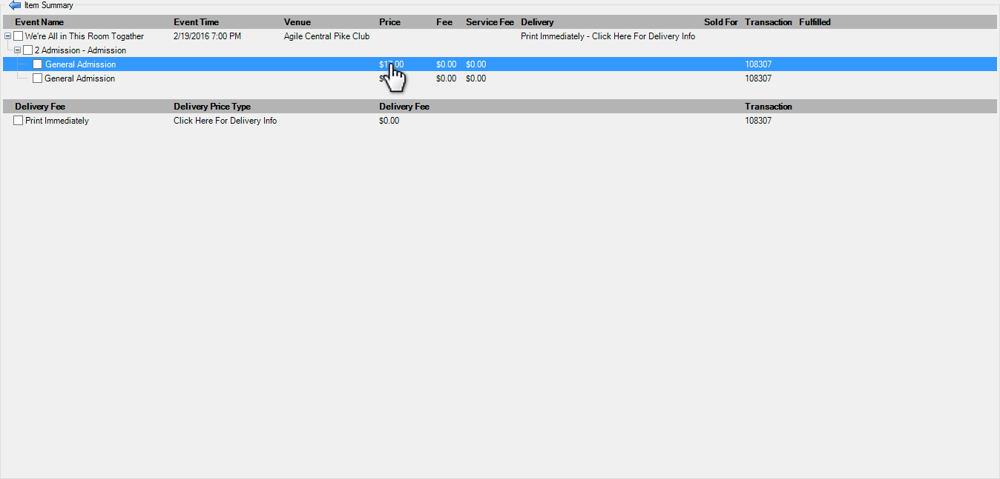 Item Summary
Event Name Event Time Venue Price Fee Service Fee Delivery Sold For Transaction Fulfilled
We're All in This Room Togather 2/19/2016 7:00 PM Agile Central Pike Club Print Immediately - Click Here For Delivery Info
2 Admission - Admission
General Admission $17.00 $0.00 $0.00 108307
General Admission $0.00 $0.00 108307
Delivery Fee Delivery Price Type Delivery Fee Transaction
Print Immediately Click Here For Delivery Info $0.00 108307